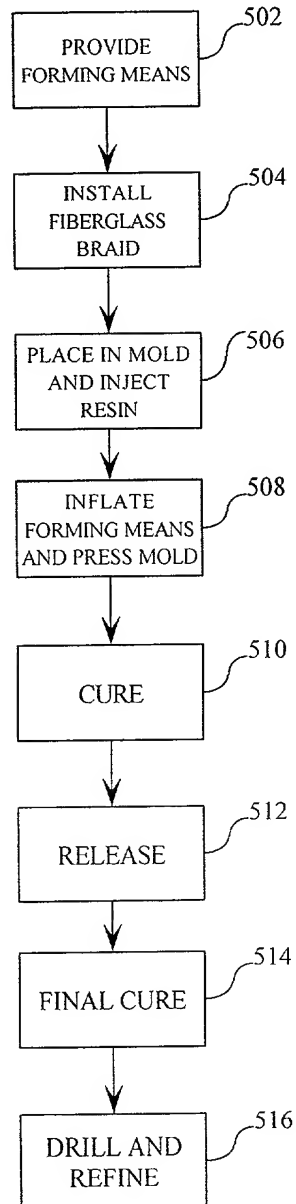 502
PROVIDE
FORMING MEANS
504
INSTALL
FIBERGLASS
BRAID
506
PLACE IN MOLD
AND INJECT
RESIN
508
INFLATE
FORMING MEANS
AND PRESS MOLD
510
CURE
512
RELEASE
514
FINAL CURE
516
DRILL AND
REFINE